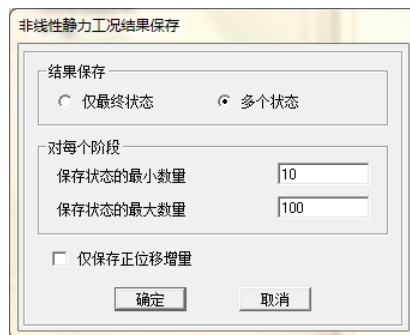 非线性静力工况结果保存
结果保存
仅最终状态 多个状态
对每个阶段
保存状态的最小数量 10
保存状态的最大数量 100
仅保存正位移增量
确定 取消